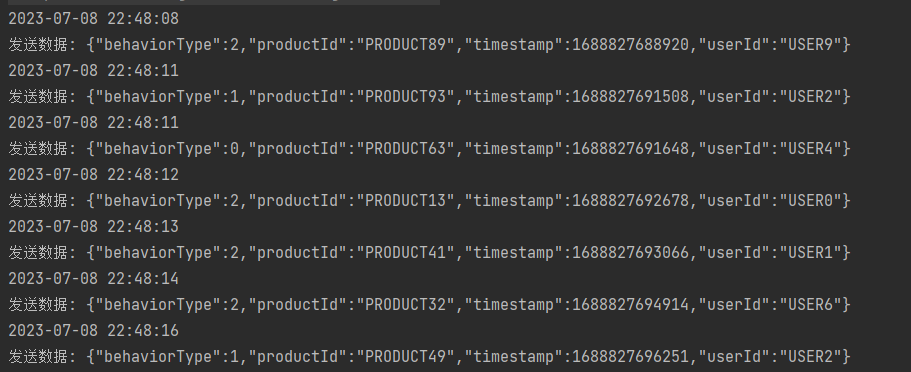 2023-07-08 22:48:08
发送数据: {"behaviorType":2,"productId":"PRODUCT89","timestamp":1688827688920,"userId":"USER9"}
2023-07-08 22:48:11
发送数据: {"behaviorType":1,"productId":"PRODUCT93","timestamp":1688827691508,"userId":"USER2"}
2023-07-08 22:48:11
发送数据: {"behaviorType":0,"productId":"PRODUCT63","timestamp":1688827691648,"userId":"USER4"}
2023-07-08 22:48:12
发送数据: {"behaviorType":2,"productId":"PRODUCT13","timestamp":1688827692678,"userId":"USER0"}
2023-07-08 22:48:13
发送数据: {"behaviorType":2,"productId":"PRODUCT41","timestamp":1688827693066,"userId":"USER1"}
2023-07-08 22:48:14
发送数据: {"behaviorType":2,"productId":"PRODUCT32","timestamp":1688827694914,"userId":"USER6"}
2023-07-08 22:48:16
发送数据: {"behaviorType":1,"productId":"PRODUCT49","timestamp":1688827696251,"userId":"USER2"}